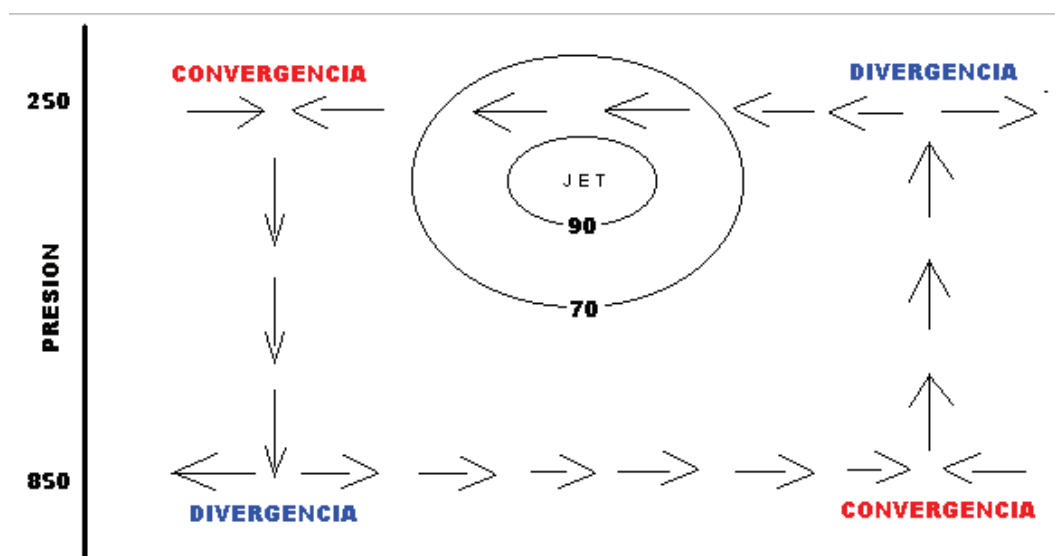 CONVERGENCIA
DIVERGENCIA
250
JET
90
70
PRESION
850
DIVERGENCIA
CONVERGENCIA